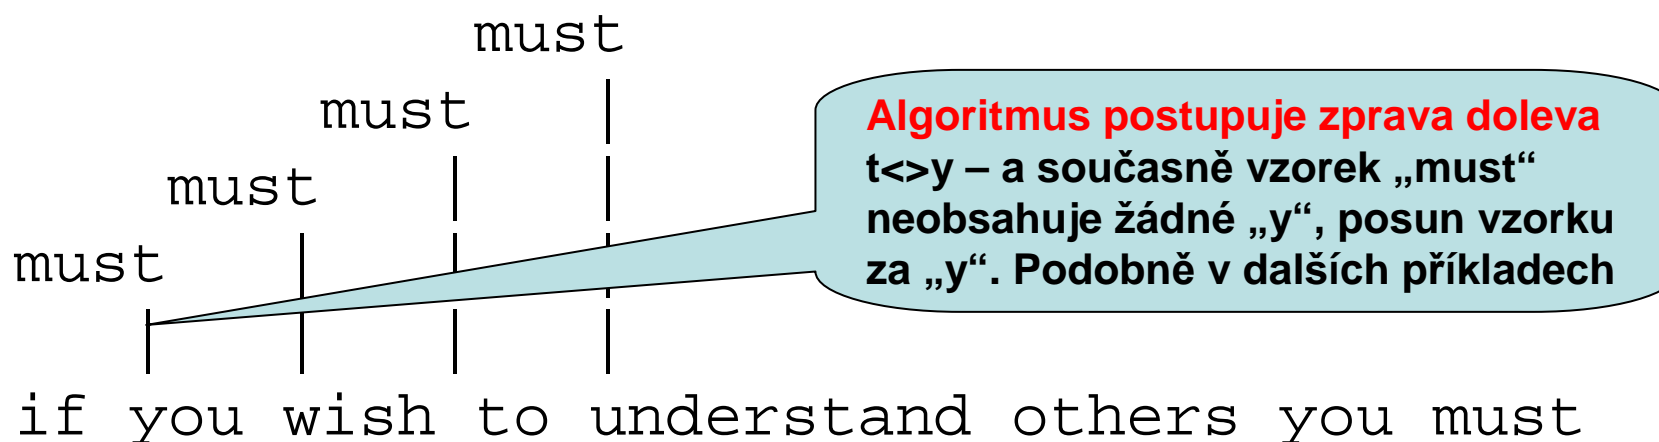 must
must
must
must
Algoritmus postupuje zprava doleva
t<>y – a současně vzorek „must“
neobsahuje žádné „y“, posun vzorku
za „y“. Podobně v dalších příkladech
if you wish to understand others you must